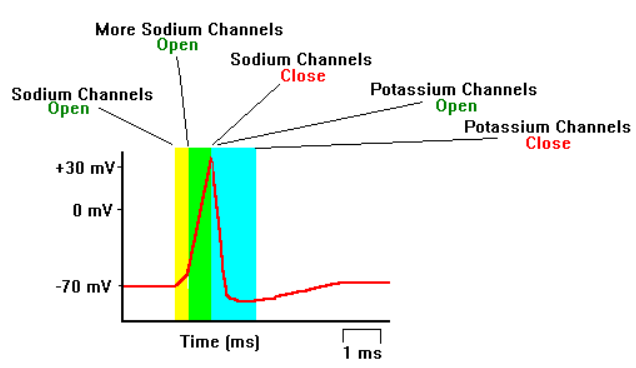 More Sodium Channels
Open
Sodium Channels
Close
Sodium Channels
Open
Potassium Channels
Open
Potassium Channels
Close
+30 mV
0 mV
-70 mV
Time (ms)
1 ms